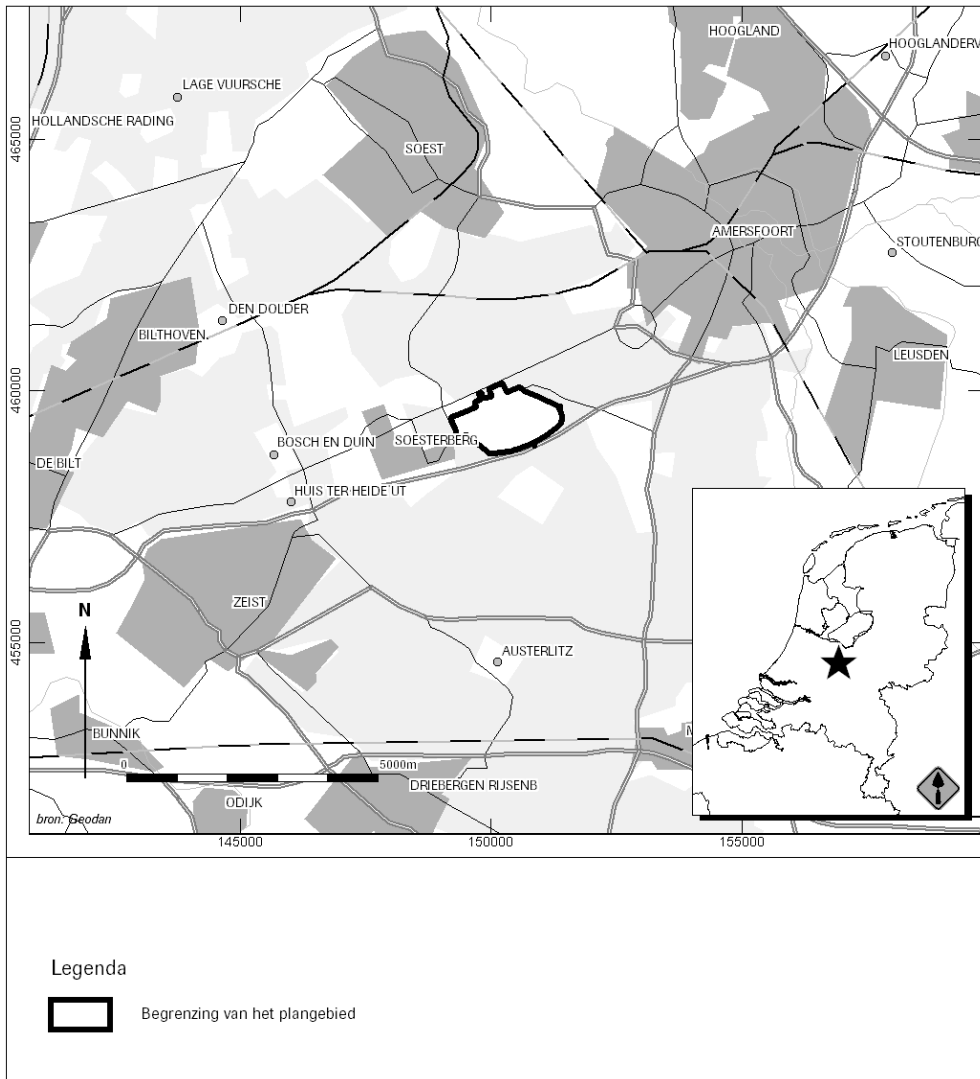 HOOGLAND
HOOGLANDERV
LAGE VUURSCHE
HOLLANDSCHE RADING
465000
SOEST
AMERSFOORT
STOUTENBURG
DEN DOLDER
BILTHOVEN
LEUSDEN
460000
BOSCH EN DUIN
SOESTERBERG
DE BILT
HUIS TER HEIDE UT
N
ZEIST
455000
AUSTERLITZ
BUNNIK
M
0
5000m
DRIEBERGEN RIJSENB
ODIJK
bron: Geodan
145000
150000
155000
Legenda
Begrenzing van het plangebied